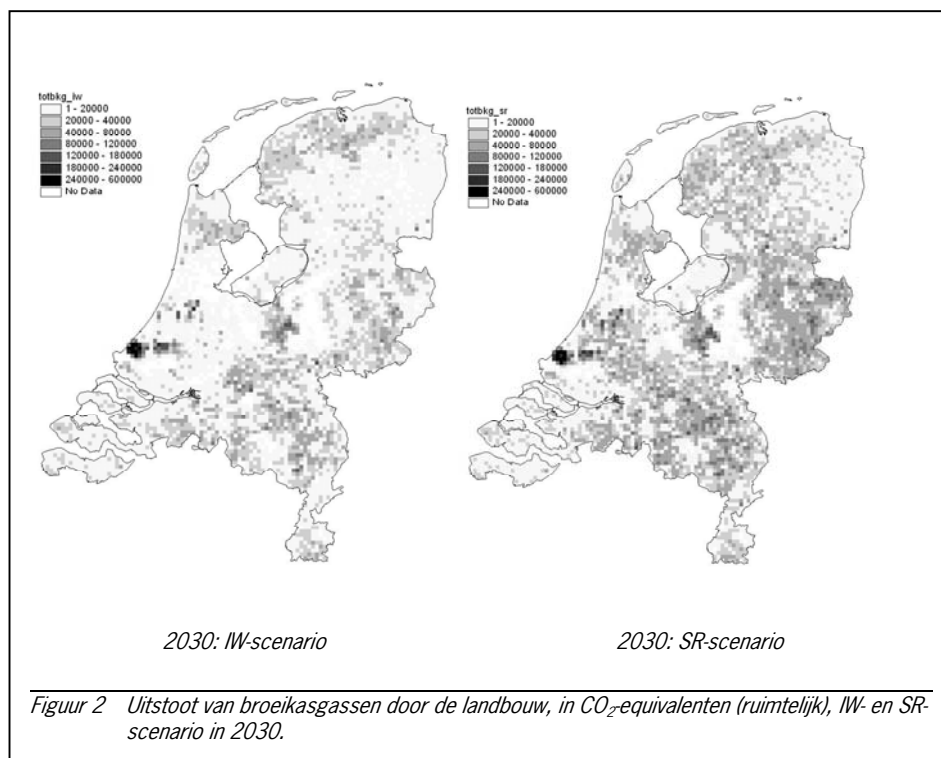 totbkg_iw
1 - 20000
20000 - 40000
40000 - 80000
80000 - 120000
120000 - 180000
180000 - 240000
240000 - 600000
No Data
totbkg_sr
1 - 20000
20000 - 40000
40000 - 80000
80000 - 120000
120000 - 180000
180000 - 240000
240000 - 600000
No Data
2030: IW-scenario
2030: SR-scenario
Figuur 2 Uitstoot van broeikasgassen door de landbouw, in CO2-equivalenten (ruimtelijk), IW- en SR-
scenario in 2030.